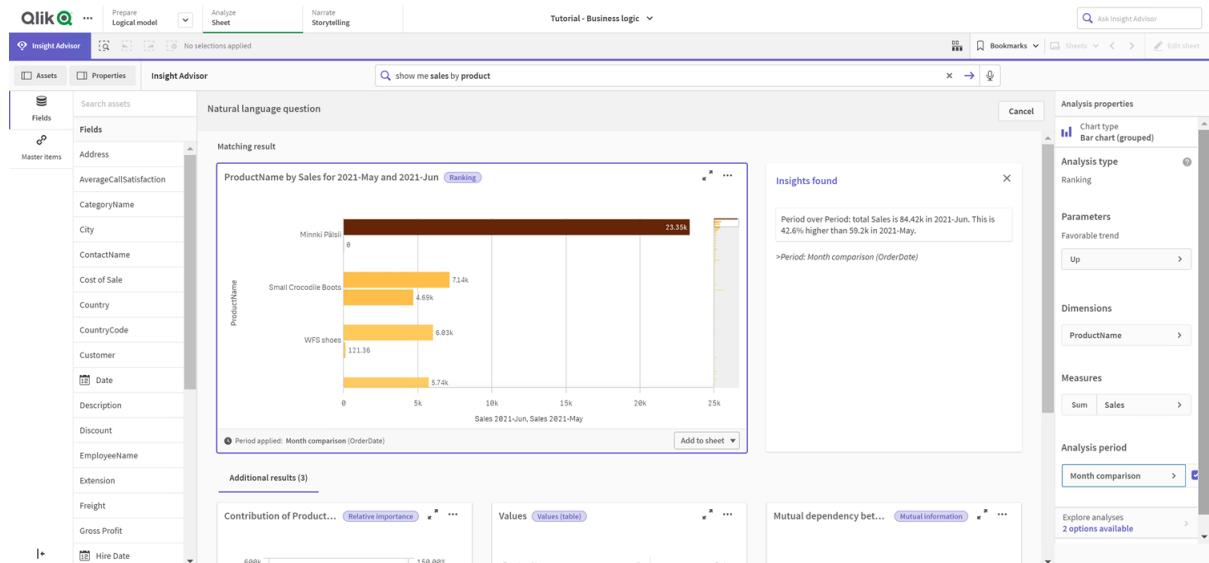 Qlik
Prepare
Logical model
Analyze
Sheet
Narrate
Storytelling
Tutorial - Business logic
Ask Insight Advisor
Insight Advisor
No selections applied
Bookmarks
Sheets
Edit sheet
Assets
Properties
Insight Advisor
show me sales by product
Fields
Master items
Search assets
Fields
Address
AverageCallSatisfaction
CategoryName
City
ContactName
Cost of Sale
Country
CountryCode
Customer
Date
Description
Discount
EmployeeName
Extension
Freight
Gross Profit
Hire Date
Natural language question
Cancel
Matching result
ProductName by Sales for 2021-May and 2021-Jun
Ranking
ProductName
Minnki Pälsii
23.35k
0
Small Crocodile Boots
7.14k
4.69k
WFS shoes
6.03k
121.36
5.74k
0
5k
10k
15k
20k
25k
Sales 2021-Jun, Sales 2021-May
Period applied: Month comparison (OrderDate)
Add to sheet
Insights found
Period over Period: total Sales is 84.42k in 2021-Jun. This is
42.6% higher than 59.2k in 2021-May.
>Period: Month comparison (OrderDate)
Additional results (3)
Contribution of Product...
Relative importance
600k
150.00%
Values
Values (table)
Mutual dependency bet...
Mutual information
Analysis properties
Chart type
Bar chart (grouped)
Analysis type
Ranking
Parameters
Favorable trend
Up
Dimensions
ProductName
Measures
Sum
Sales
Analysis period
Month comparison
Explore analyses
2 options available